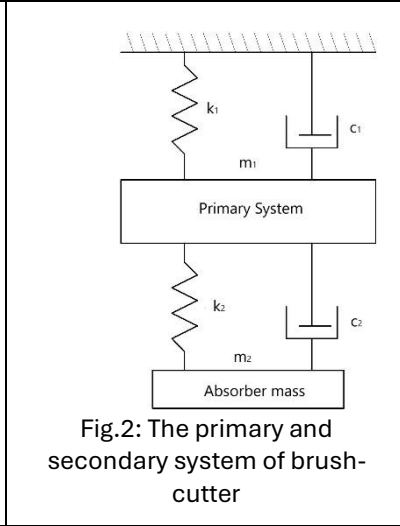 k₁
c₁
m₁
Primary System
k₂
c₂
m₂
Absorber mass
Fig.2: The primary and
secondary system of brush-
cutter